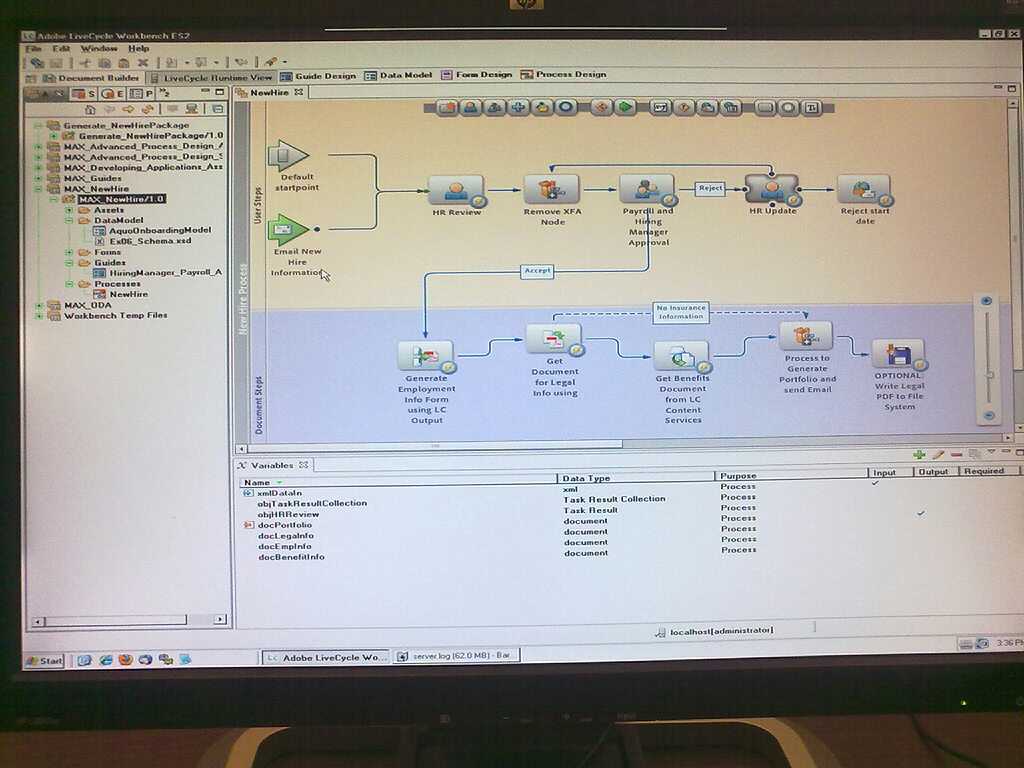 Adobe LiveCycle Workbench ES2
File Edit Window Help
Document Builder LiveCycle Runtime View Guide Design Data Model Form Design Process Design
S E P 2
NewHire
Generate_NewHirePackage
Generate_NewHirePackage/1.0
MAX_Advanced_Process_Design_
MAX_Advanced_Process_Design_
MAX_Developing_Applications_Ass
MAX_Guides
MAX_NewHire
MAX_NewHire/1.0
Assets
DataModel
AquoOnboardingModel
Ex06_Schema.xsd
Forms
Guides
HiringManager_Payroll_A
Processes
NewHire
MAX_ODA
Workbench Temp Files
New Hire Process
User Steps
Default
startpoint
Email New
Hire
Information
HR Review
Remove XFA
Node
Payroll and
Hiring
Manager
Approval
Reject
HR Update
Reject start
date
Accept
Document Steps
No Insurance
Information
Generate
Employment
Info Form
using LC
Output
Get
Document
for Legal
Info using
Get Benefits
Document
from LC
Content
Services
Process to
Generate
Portfolio and
send Email
OPTIONAL:
Write Legal
PDF to File
System
Variables
Name Data Type Purpose Input Output Required
xmlDataIn xml Process
objTaskResultCollection Task Result Collection Process
objHRReview Task Result Process
docPortfolio document Process
docLegalInfo document Process
docEmpInfo document Process
docBenefitInfo document Process
localhost[administrator]
Start Adobe LiveCycle Wo... server.log (62.0 MB) - Bar... 3:36 PM